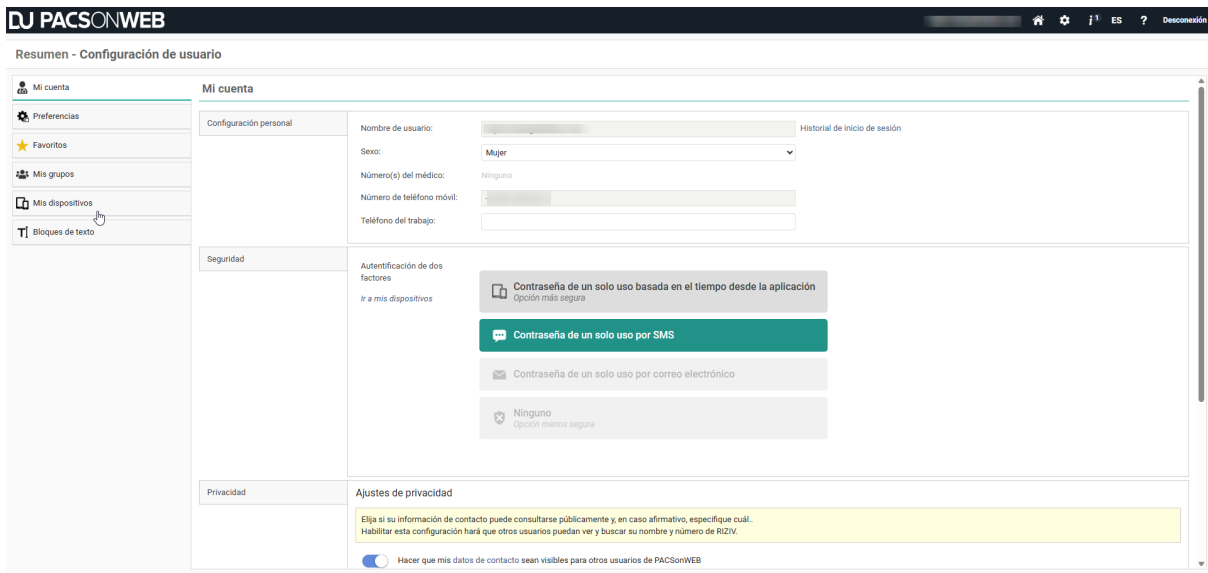 DJ PACSONWEB
i 1 ES ? Desconexión
Resumen - Configuración de usuario
Mi cuenta
Preferencias
Favoritos
Mis grupos
Mis dispositivos
Bloques de texto
Mi cuenta
Configuración personal
Nombre de usuario:
Historial de inicio de sesión
Sexo:
Mujer
Número(s) del médico:
Ninguno
Número de teléfono móvil:
Teléfono del trabajo:
Seguridad
Autentificación de dos
factores
Ir a mis dispositivos
Contraseña de un solo uso basada en el tiempo desde la aplicación
Opción más segura
Contraseña de un solo uso por SMS
Contraseña de un solo uso por correo electrónico
Ninguno
Opción menos segura
Privacidad
Ajustes de privacidad
Elija si su información de contacto puede consultarse públicamente y, en caso afirmativo, especifique cuál..
Habilitar esta configuración hará que otros usuarios puedan ver y buscar su nombre y número de RIZIV.
Hacer que mis datos de contacto sean visibles para otros usuarios de PACSonWEB